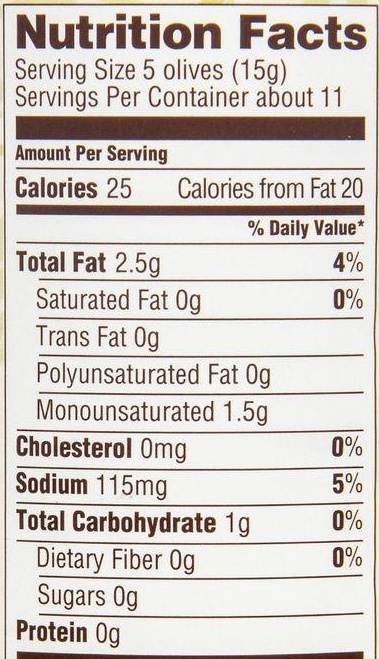 Nutrition Facts
Serving Size 5 olives (15g)
Servings Per Container about 11
Amount Per Serving
Calories 25 Calories from Fat 20
% Daily Value*
Total Fat 2.5g 4%
Saturated Fat 0g 0%
Trans Fat 0g
Polyunsaturated Fat 0g
Monounsaturated 1.5g
Cholesterol 0mg 0%
Sodium 115mg 5%
Total Carbohydrate 1g 0%
Dietary Fiber 0g 0%
Sugars 0g
Protein 0g